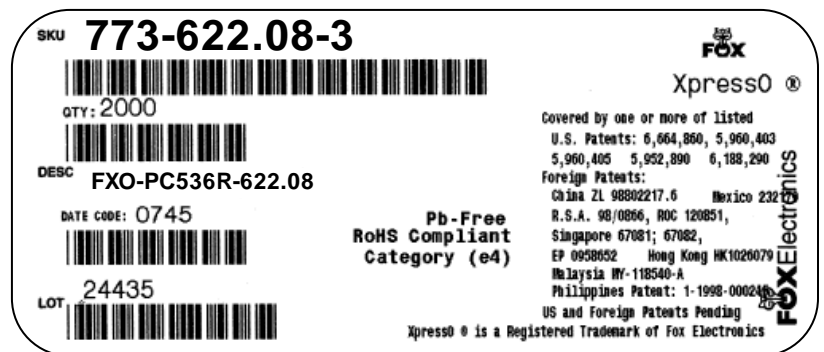 SKU 773-622.08-3
QTY: 2000
DESC FXO-PC536R-622.08
DATE CODE: 0745
LOT 24435
Pb-Free
RoHS Compliant
Category (e4)
FOX
XpressO ®
Covered by one or more of listed
U.S. Patents: 6,664,860, 5,960,403
5,960,405 5,952,890 6,188,290
Foreign Patents:
China ZL 98802217.6 Mexico
R.S.A. 98/0866, ROC 120851,
Singapore 67081; 67082,
EP 0958652 Hong Kong HK1026079
Malaysia MY-118540-A
Philippines Patent:
US and Foreign Patents Pending
XpressO ® is a Registered Trademark of Fox Electronics
FOXElectronics